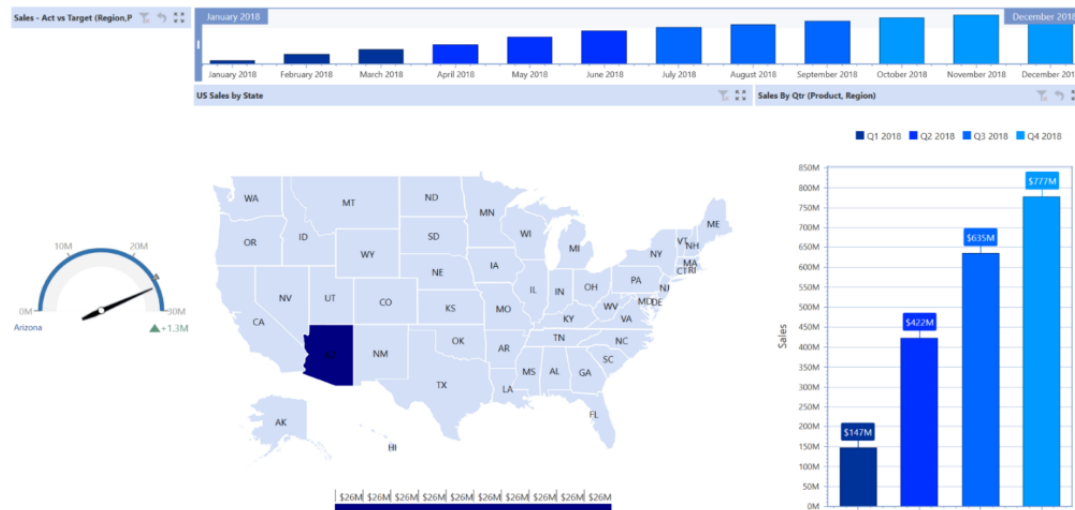 Sales - Act vs Target (Region,P
January 2018
December 2018
January 2018 February 2018 March 2018 April 2018 May 2018 June 2018 July 2018 August 2018 September 2018 October 2018 November 2018 December 201
US Sales by State
Sales By Qtr (Product, Region)
Q1 2018 Q2 2018 Q3 2018 Q4 2018
0M 10M 20M 30M
Arizona
+1.3M
WA MT ND MN ME
OR ID WY SD WI MI NY VT NH
MA
CT RI
NV UT CO NE IA IL IN OH PA NJ
MD DE
CA KS MO KY WV VA
AZ NM OK AR TN NC
SC
TX LA MS AL GA
FL
AK
HI
$26M $26M $26M $26M $26M $26M $26M $26M $26M $26M
Sales
850M
800M
750M
700M
650M
600M
550M
500M
450M
400M
350M
300M
250M
200M
150M
100M
50M
0M
$147M
$422M
$635M
$777M